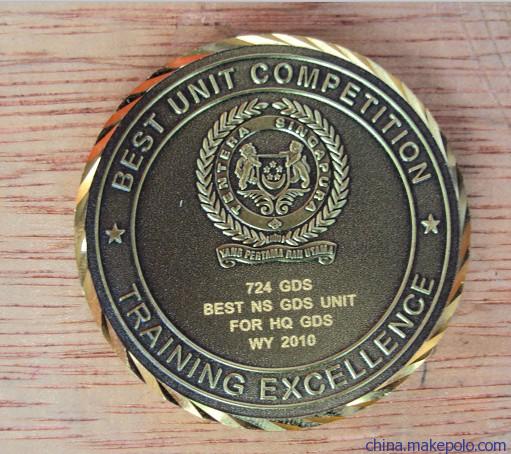 BEST UNIT COMPETITION
TENTERA SINGAPURA
YANG PERTAMA DAN UTAMA
724 GDS
BEST NS GDS UNIT
FOR HQ GDS
WY 2010
TRAINING EXCELLENCE
china.makepolo.com